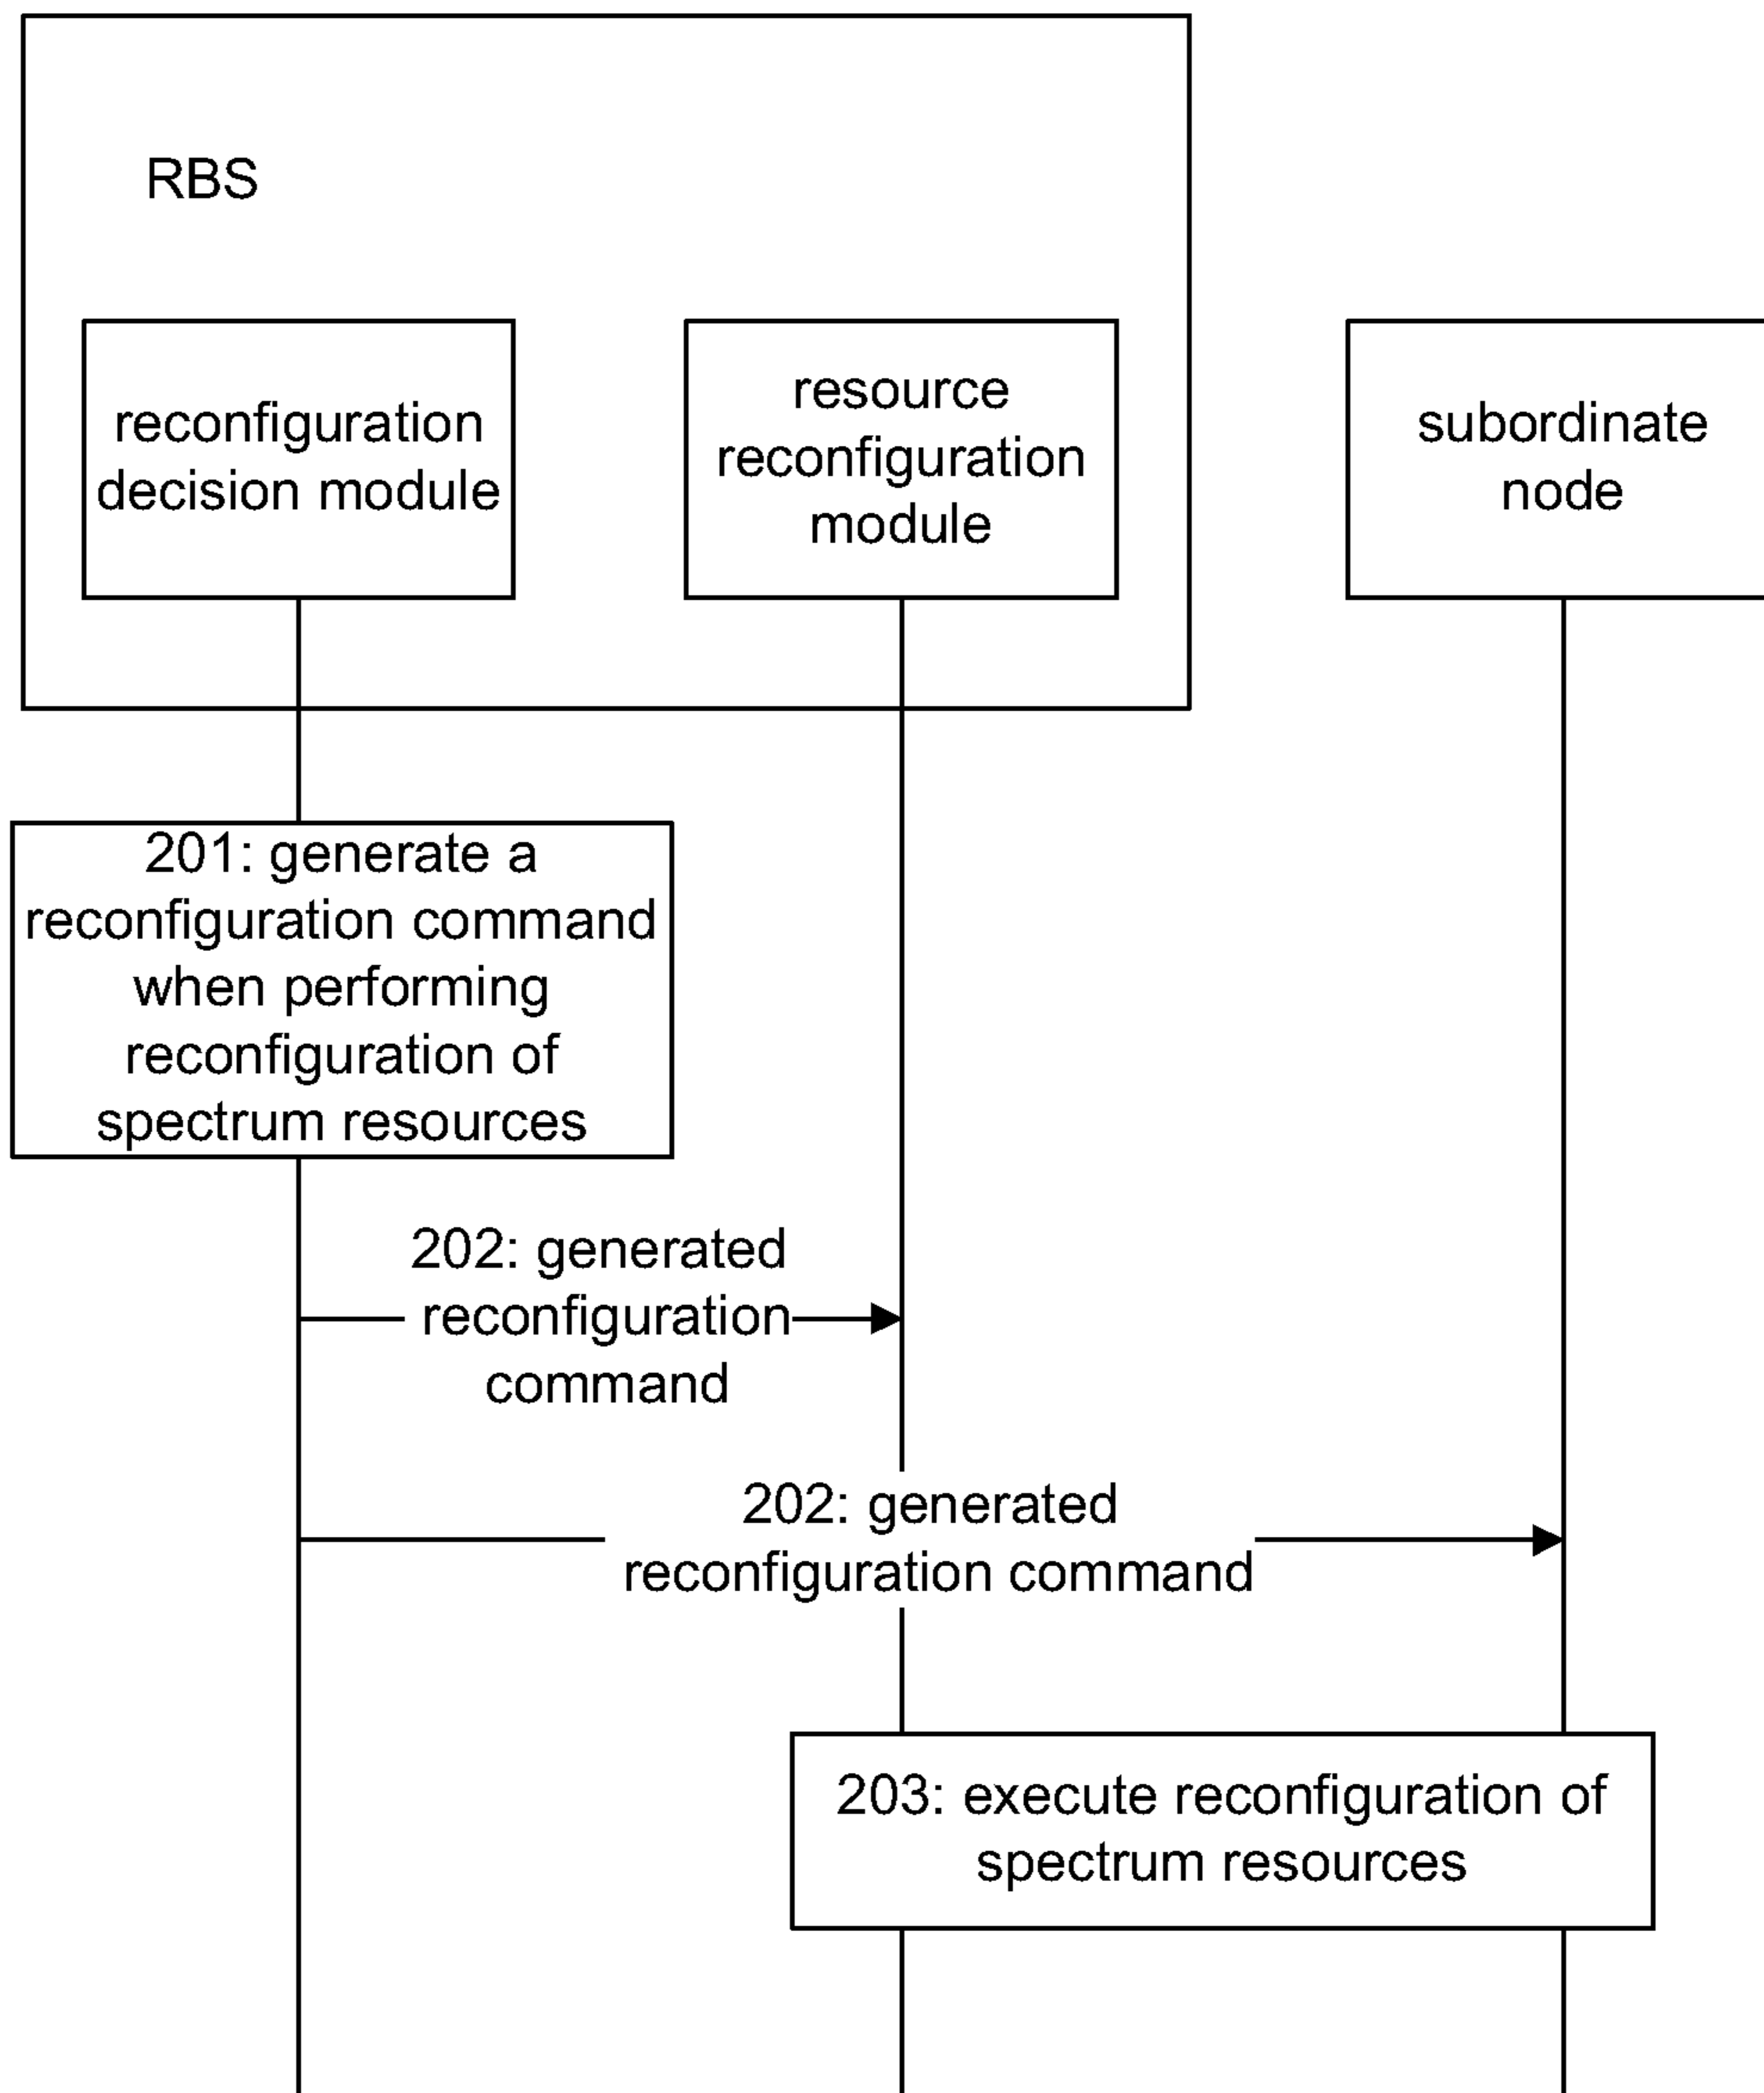 RBS
reconfiguration
decision module
resource
reconfiguration
module
subordinate
node
201: generate a
reconfiguration command
when performing
reconfiguration of
spectrum resources
202: generated
reconfiguration
command
202: generated
reconfiguration command
203: execute reconfiguration of
spectrum resources